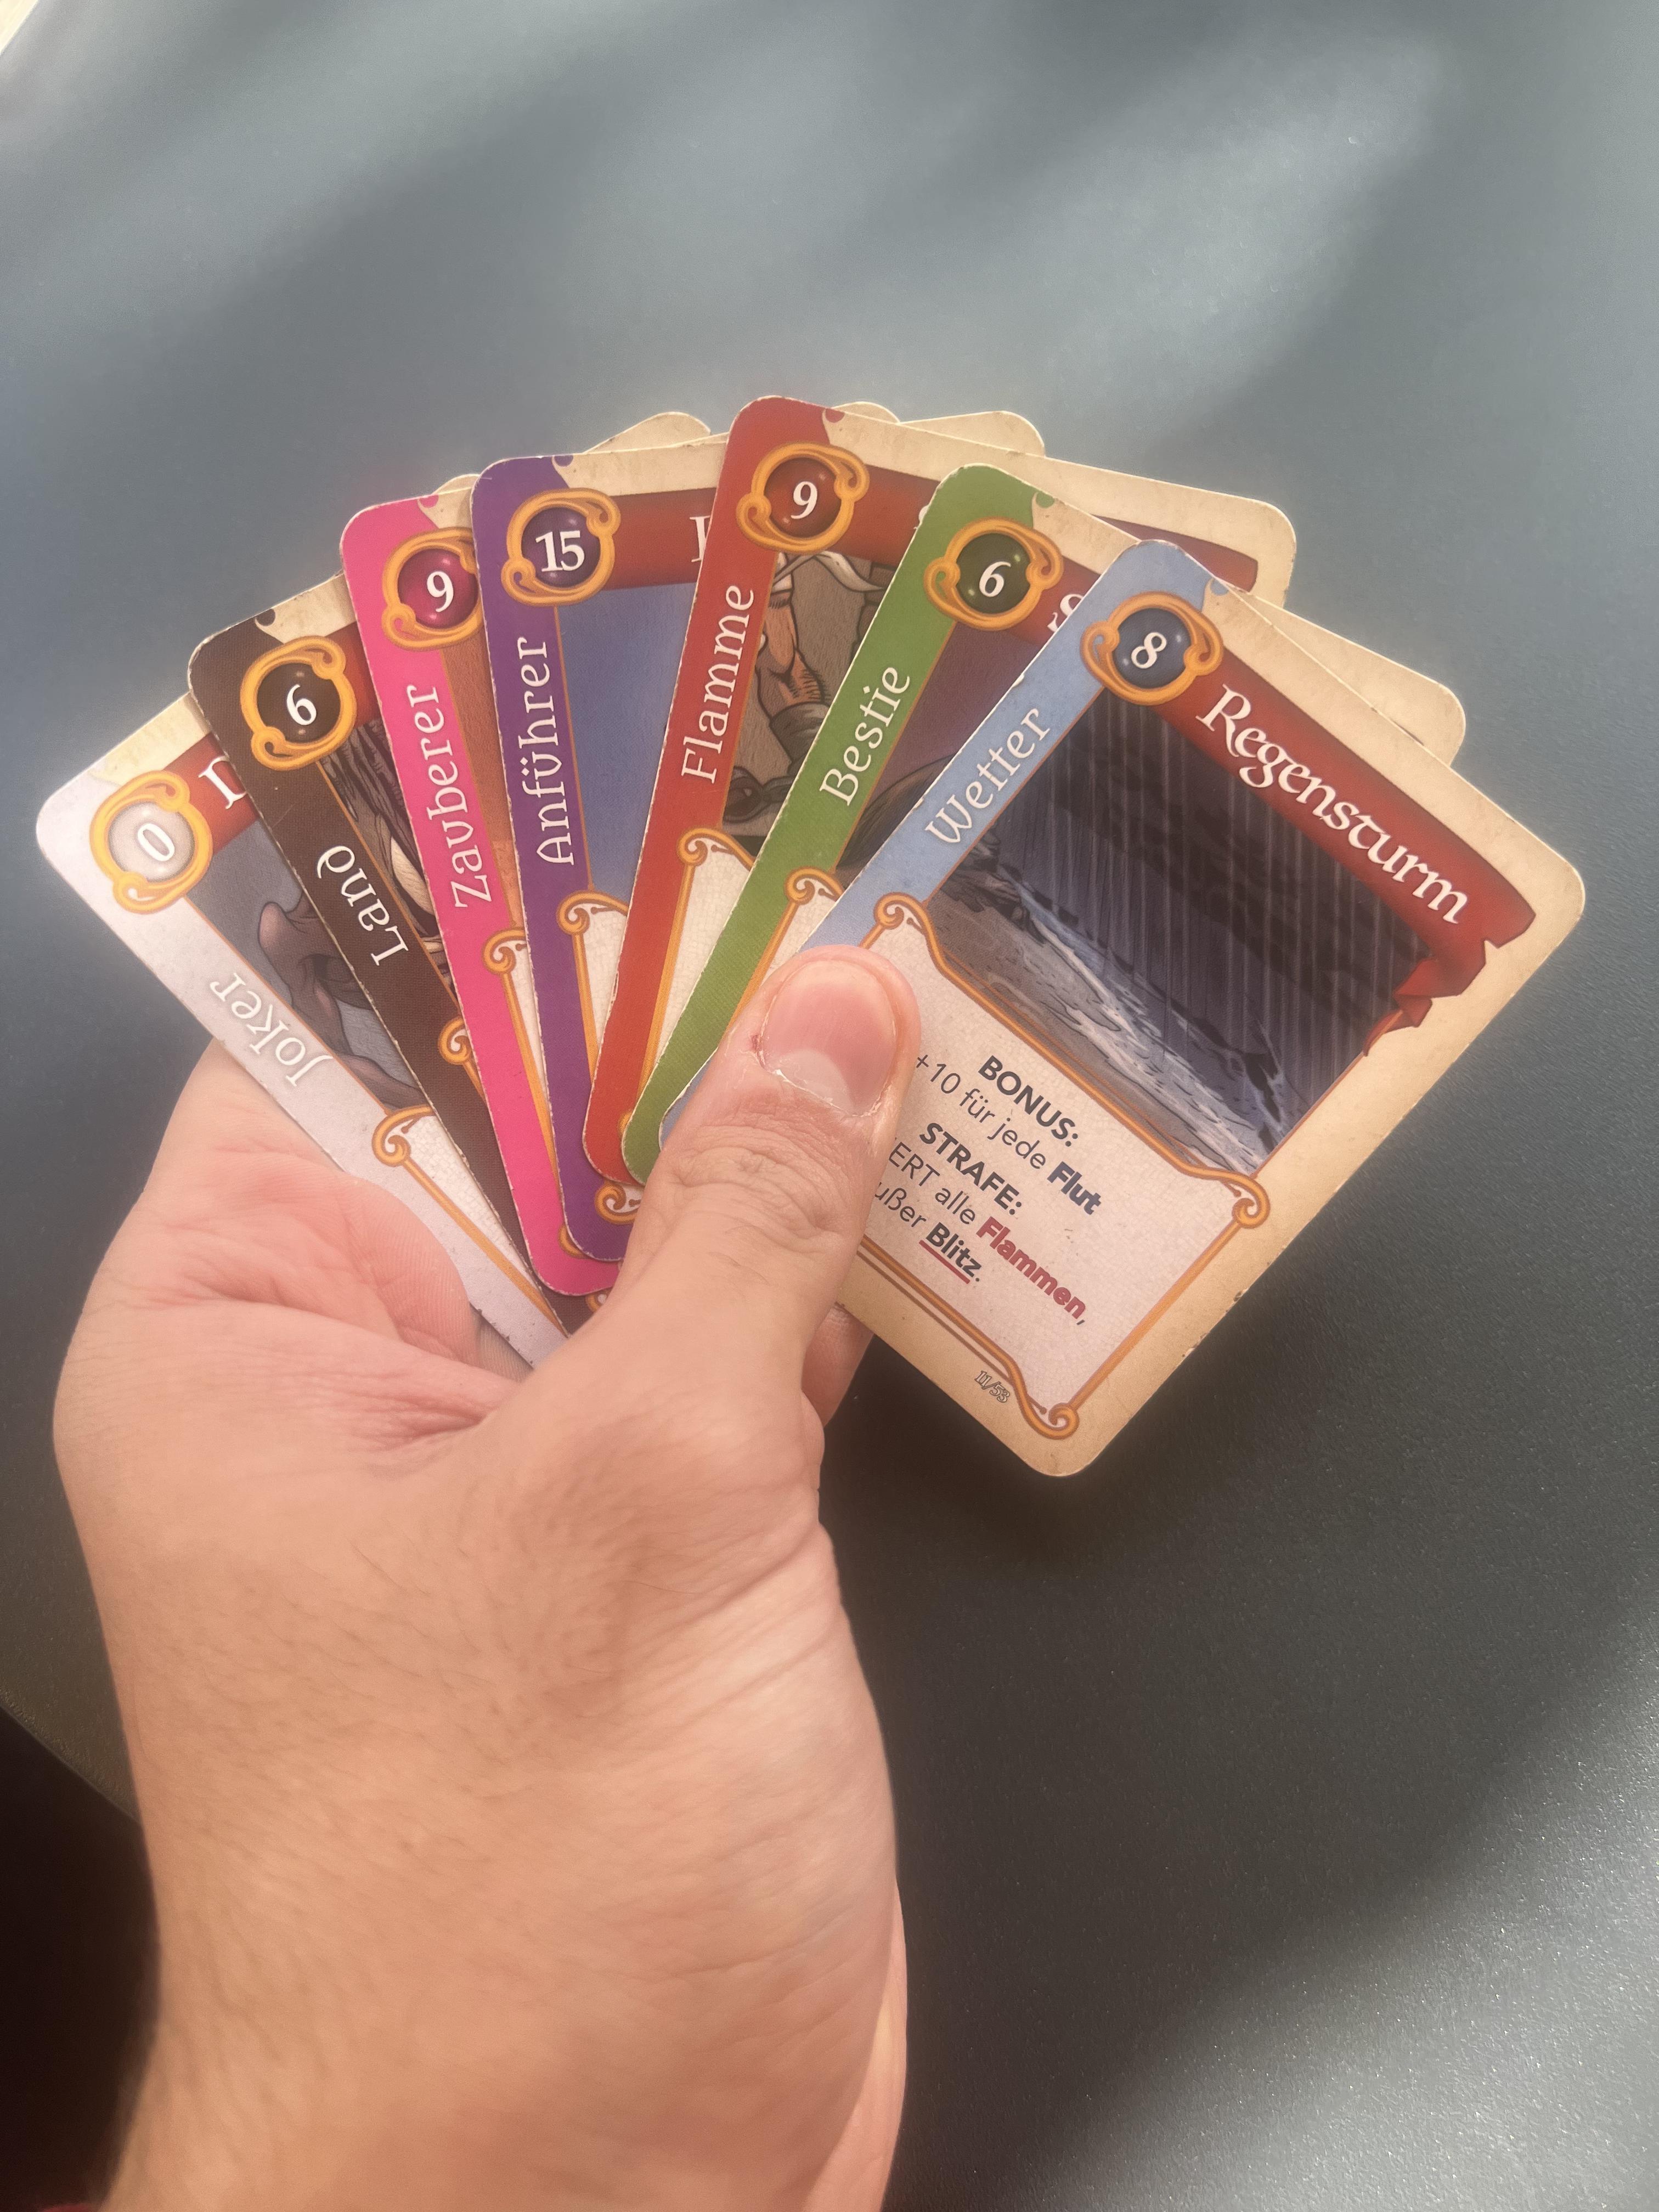 0
Joker
6
Land
9
Zauberer
15
Anführer
9
Flamme
6
Bestie
8
Wetter
Regensturm
BONUS:
+10 für jede Flut
STRAFE:
alle Flammen,
Blitz.
11/53